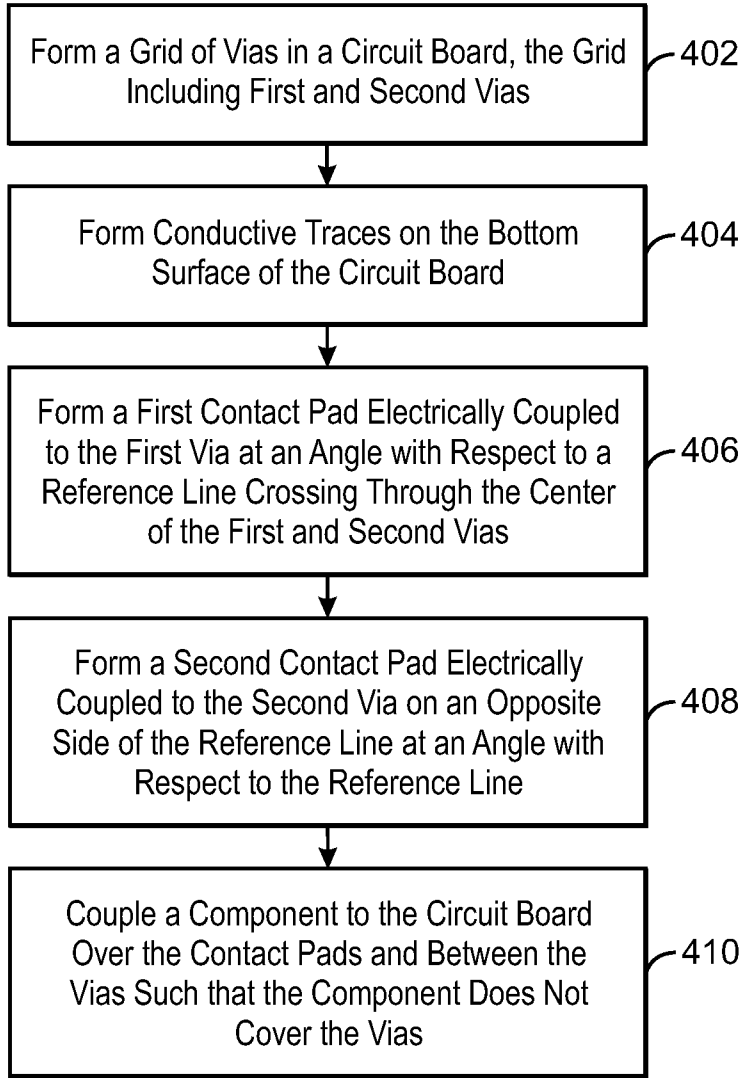 Form a Grid of Vias in a Circuit Board, the Grid
Including First and Second Vias
402
Form Conductive Traces on the Bottom
Surface of the Circuit Board
404
Form a First Contact Pad Electrically Coupled
to the First Via at an Angle with Respect to a
Reference Line Crossing Through the Center
of the First and Second Vias
406
Form a Second Contact Pad Electrically
Coupled to the Second Via on an Opposite
Side of the Reference Line at an Angle with
Respect to the Reference Line
408
Couple a Component to the Circuit Board
Over the Contact Pads and Between the
Vias Such that the Component Does Not
Cover the Vias
410